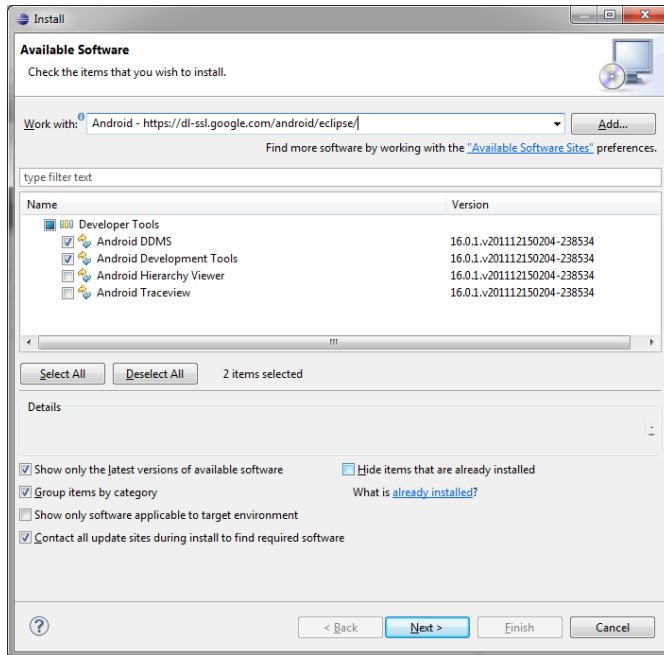 Install
Available Software
Check the items that you wish to install.
Work with: Android - https://dl-ssl.google.com/android/eclipse/ Add...
Find more software by working with the "Available Software Sites" preferences.
type filter text
Name Version
Developer Tools
Android DDMS 16.0.1.v201112150204-238534
Android Development Tools 16.0.1.v201112150204-238534
Android Hierarchy Viewer 16.0.1.v201112150204-238534
Android Traceview 16.0.1.v201112150204-238534
Select All Deselect All 2 items selected
Details
Show only the latest versions of available software Hide items that are already installed
Group items by category What is already installed?
Show only software applicable to target environment
Contact all update sites during install to find required software
? < Back Next > Finish Cancel